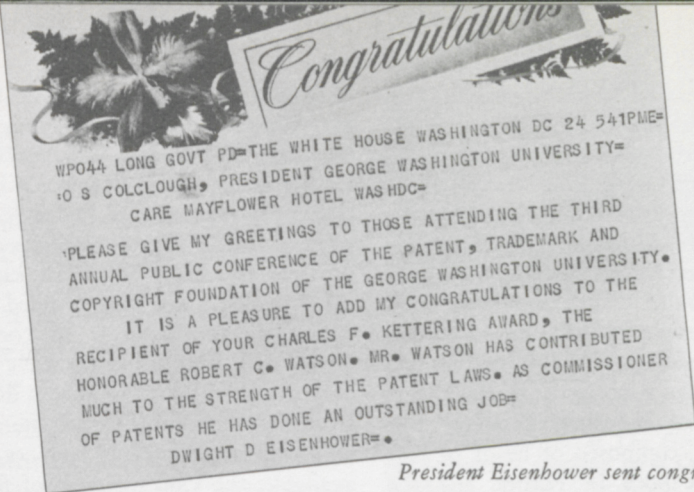 Congratulations
WP044 LONG GOVT PD=THE WHITE HOUSE WASHINGTON DC 24 541PME=
:O S COLCLOUGH, PRESIDENT GEORGE WASHINGTON UNIVERSITY=
CARE MAYFLOWER HOTEL WASHDC=
PLEASE GIVE MY GREETINGS TO THOSE ATTENDING THE THIRD
ANNUAL PUBLIC CONFERENCE OF THE PATENT, TRADEMARK AND
COPYRIGHT FOUNDATION OF THE GEORGE WASHINGTON UNIVERSITY.
IT IS A PLEASURE TO ADD MY CONGRATULATIONS TO THE
RECIPIENT OF YOUR CHARLES F. KETTERING AWARD, THE
HONORABLE ROBERT C. WATSON. MR. WATSON HAS CONTRIBUTED
MUCH TO THE STRENGTH OF THE PATENT LAWS. AS COMMISSIONER
OF PATENTS HE HAS DONE AN OUTSTANDING JOB=
DWIGHT D EISENHOWER=.
President Eisenhower sent